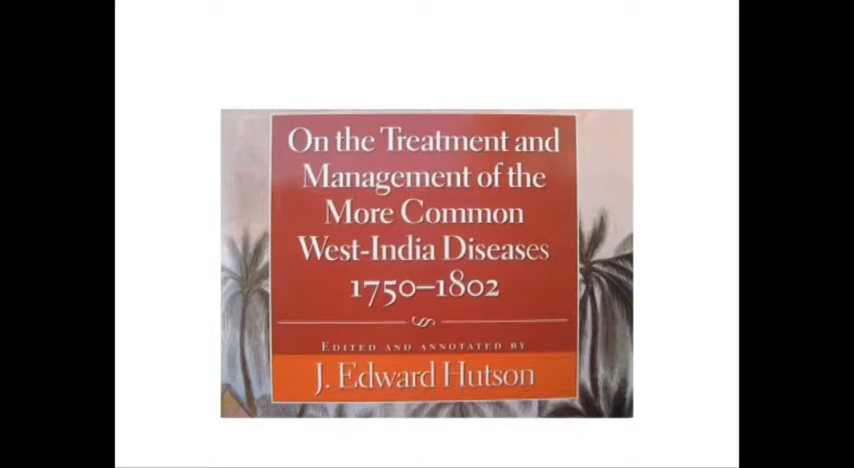 On the Treatment and
Management of the
More Common
West-India Diseases
1750–1802
EDITED AND ANNOTATED BY
J. Edward Hutson